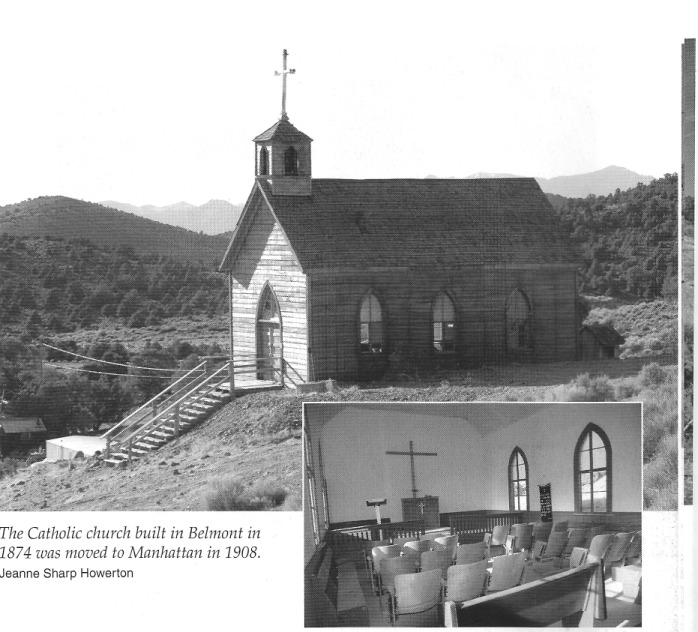 The Catholic church built in Belmont in
1874 was moved to Manhattan in 1908.
Jeanne Sharp Howerton